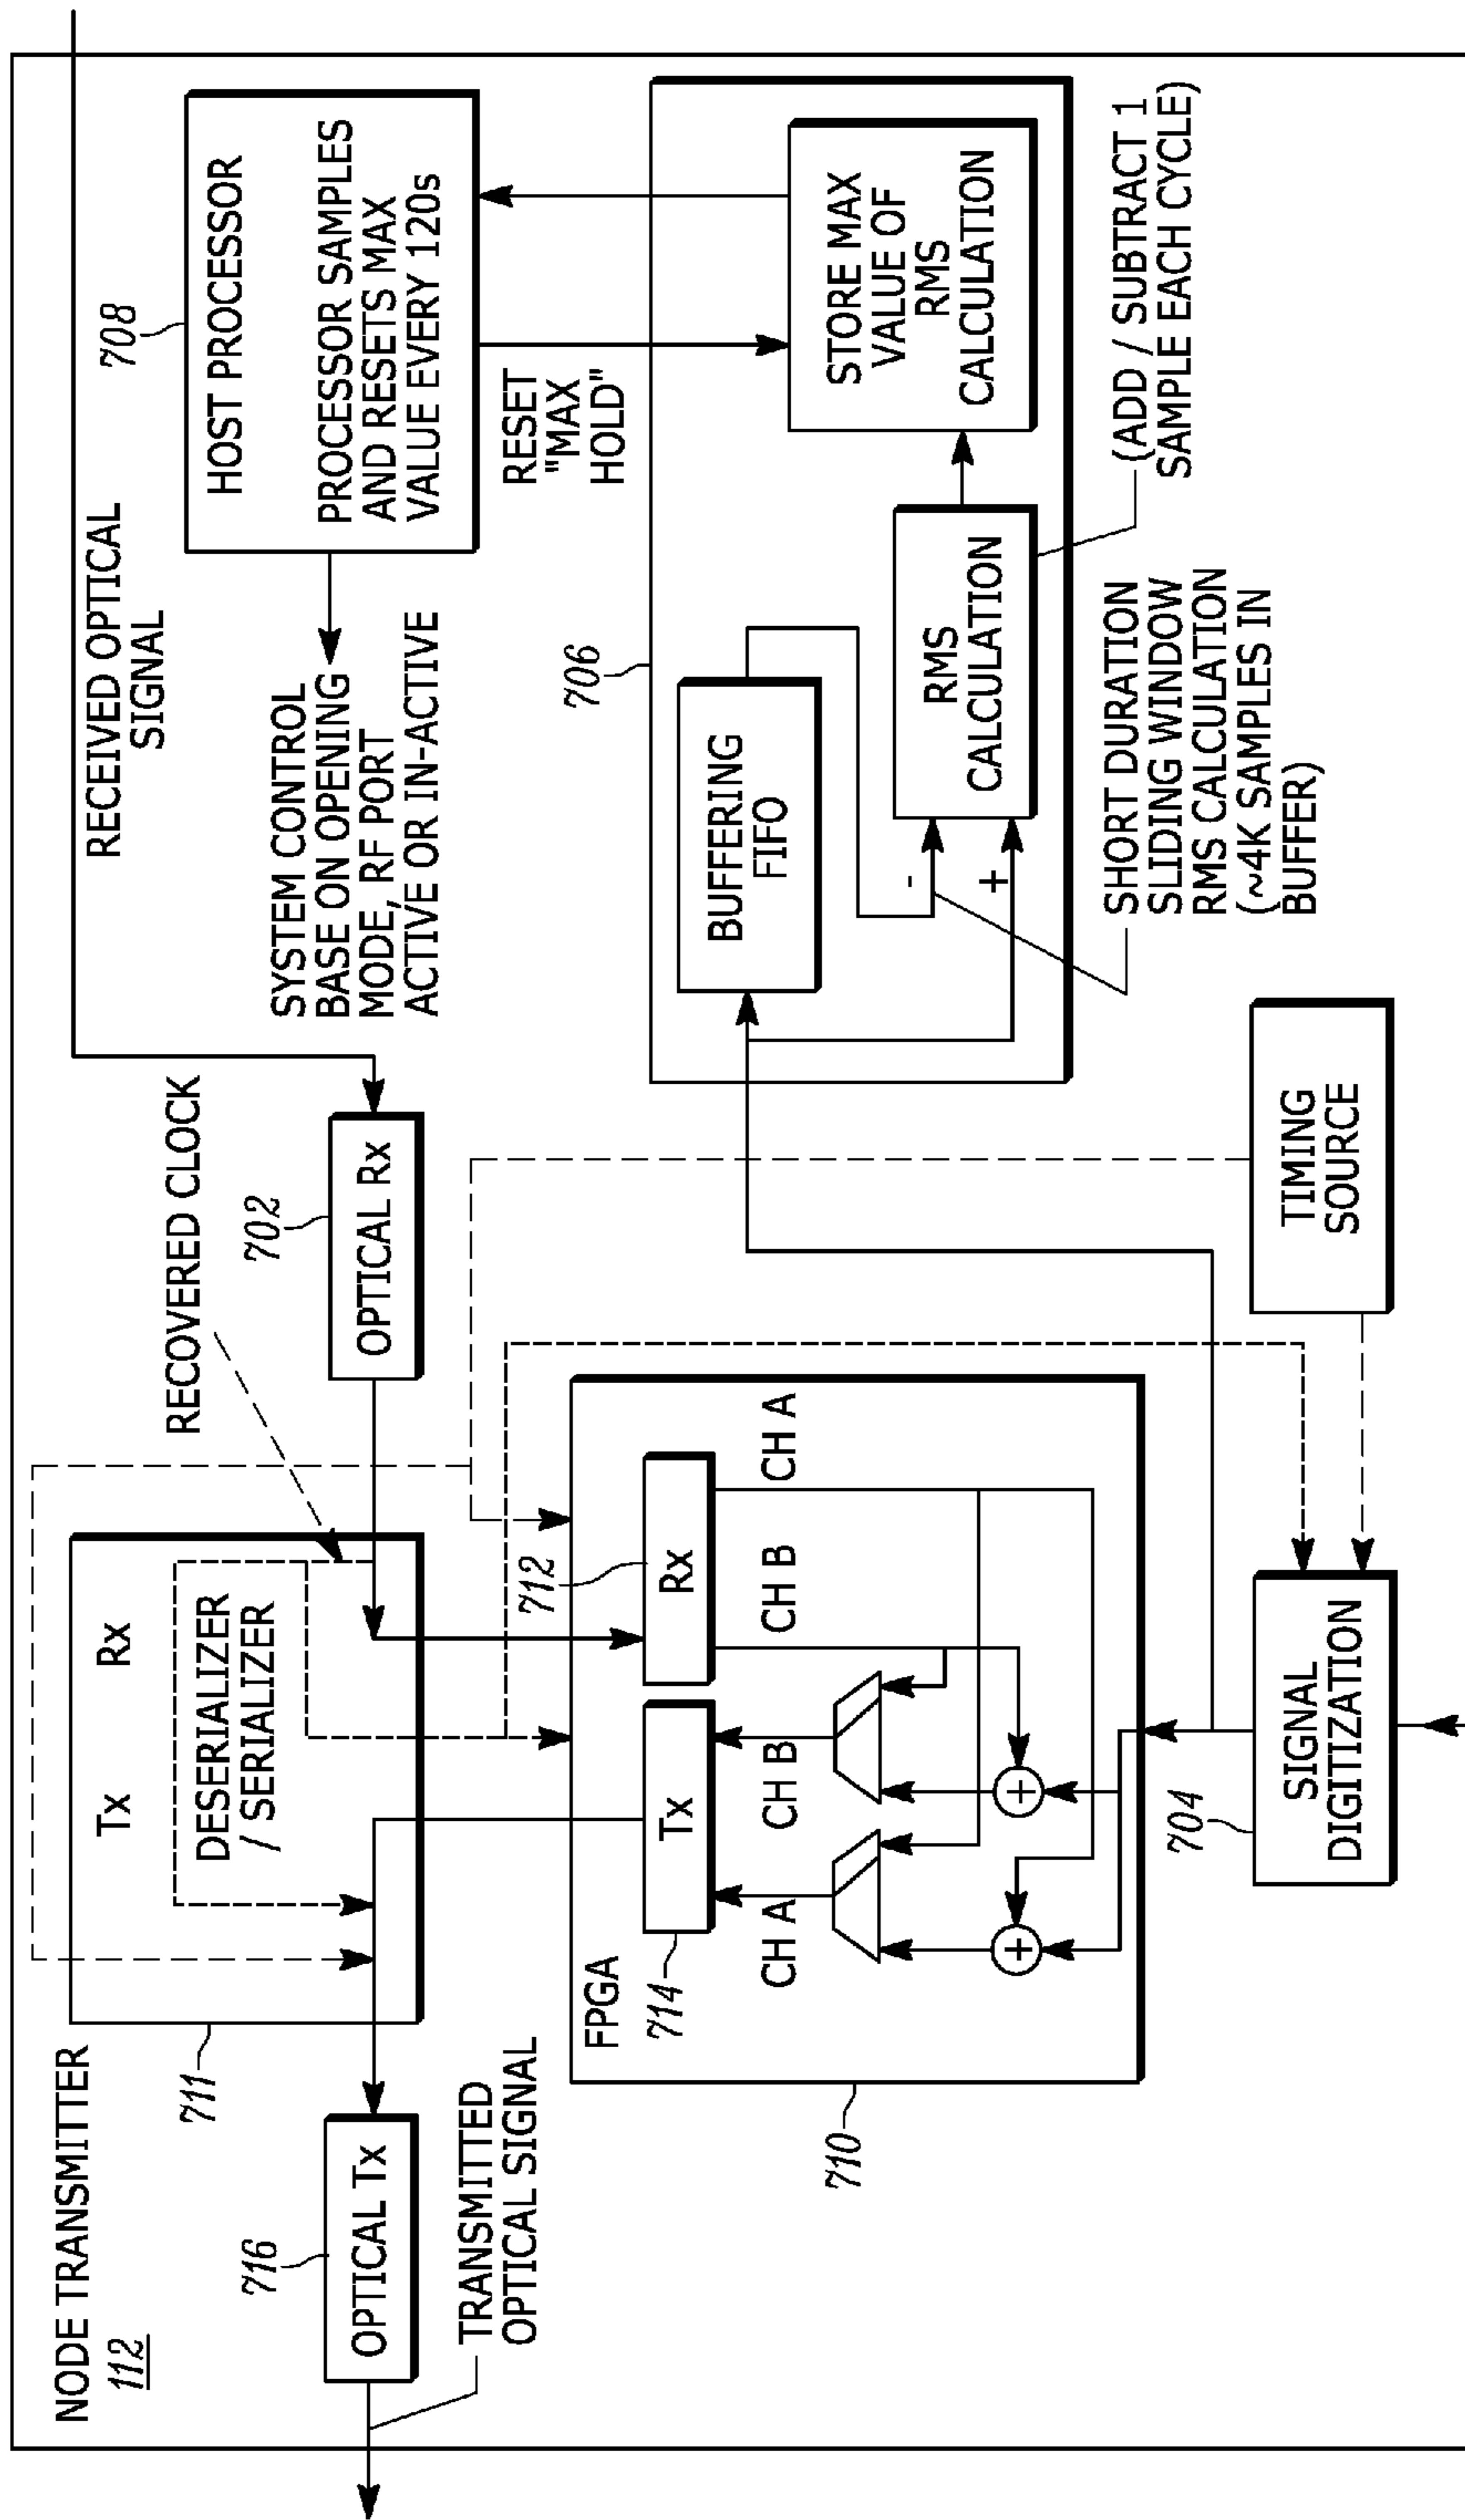 NODE TRANSMITTER
112
711
Tx
Rx
DESERIALIZER
/ SERIALIZER
RECOVERED CLOCK
RECEIVED OPTICAL
SIGNAL
708
HOST PROCESSOR
PROCESSOR SAMPLES
AND RESETS MAX
VALUE EVERY 120s
SYSTEM CONTROL
BASE ON OPENING
MODE, RF PORT
ACTIVE OR IN-ACTIVE
716
OPTICAL Tx
702
OPTICAL Rx
TRANSMITTED
OPTICAL SIGNAL
RESET
"MAX
HOLD"
706
FPGA
712
714
Tx
Rx
CH A
CH B
CH B
CH A
710
+
+
BUFFERING
FIFO
-
+
RMS
CALCULATION
STORE MAX
VALUE OF
RMS
CALCULATION
SHORT DURATION
SLIDING WINDOW
RMS CALCULATION
(~4K SAMPLES IN
BUFFER)
(ADD / SUBTRACT 1
SAMPLE EACH CYCLE)
704
SIGNAL
DIGITIZATION
TIMING
SOURCE